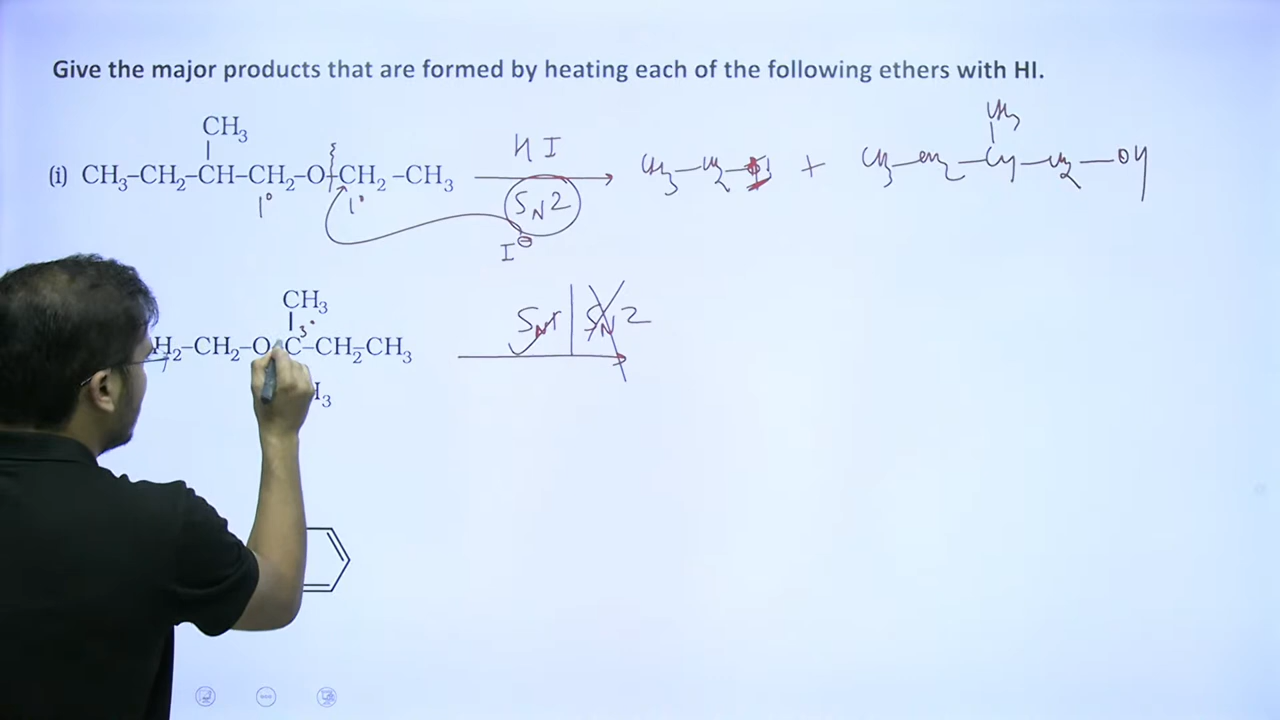 Give the major products that are formed by heating each of the following ethers with HI.
CH3
(i) CH3–CH2–CH–CH2–O–CH2–CH3
1° 1°
HI
SN2
I⊖
CH3
CH3–CH2–I + CH3–CH2–CH–CH2–OH
CH3
3°
H2–CH2–O C–CH2CH3
H3
SN1 | SN2